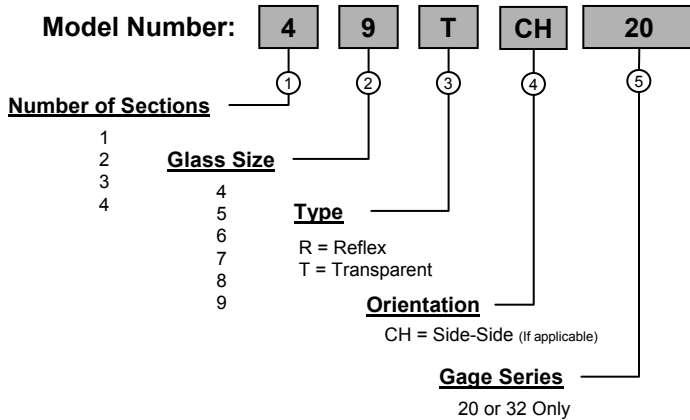 Model Number: 4 9 T CH 20
1 2 3 4 5
Number of Sections
1
2
3
4
Glass Size
4
5
6
7
8
9
Type
R = Reflex
T = Transparent
Orientation
CH = Side-Side (If applicable)
Gage Series
20 or 32 Only